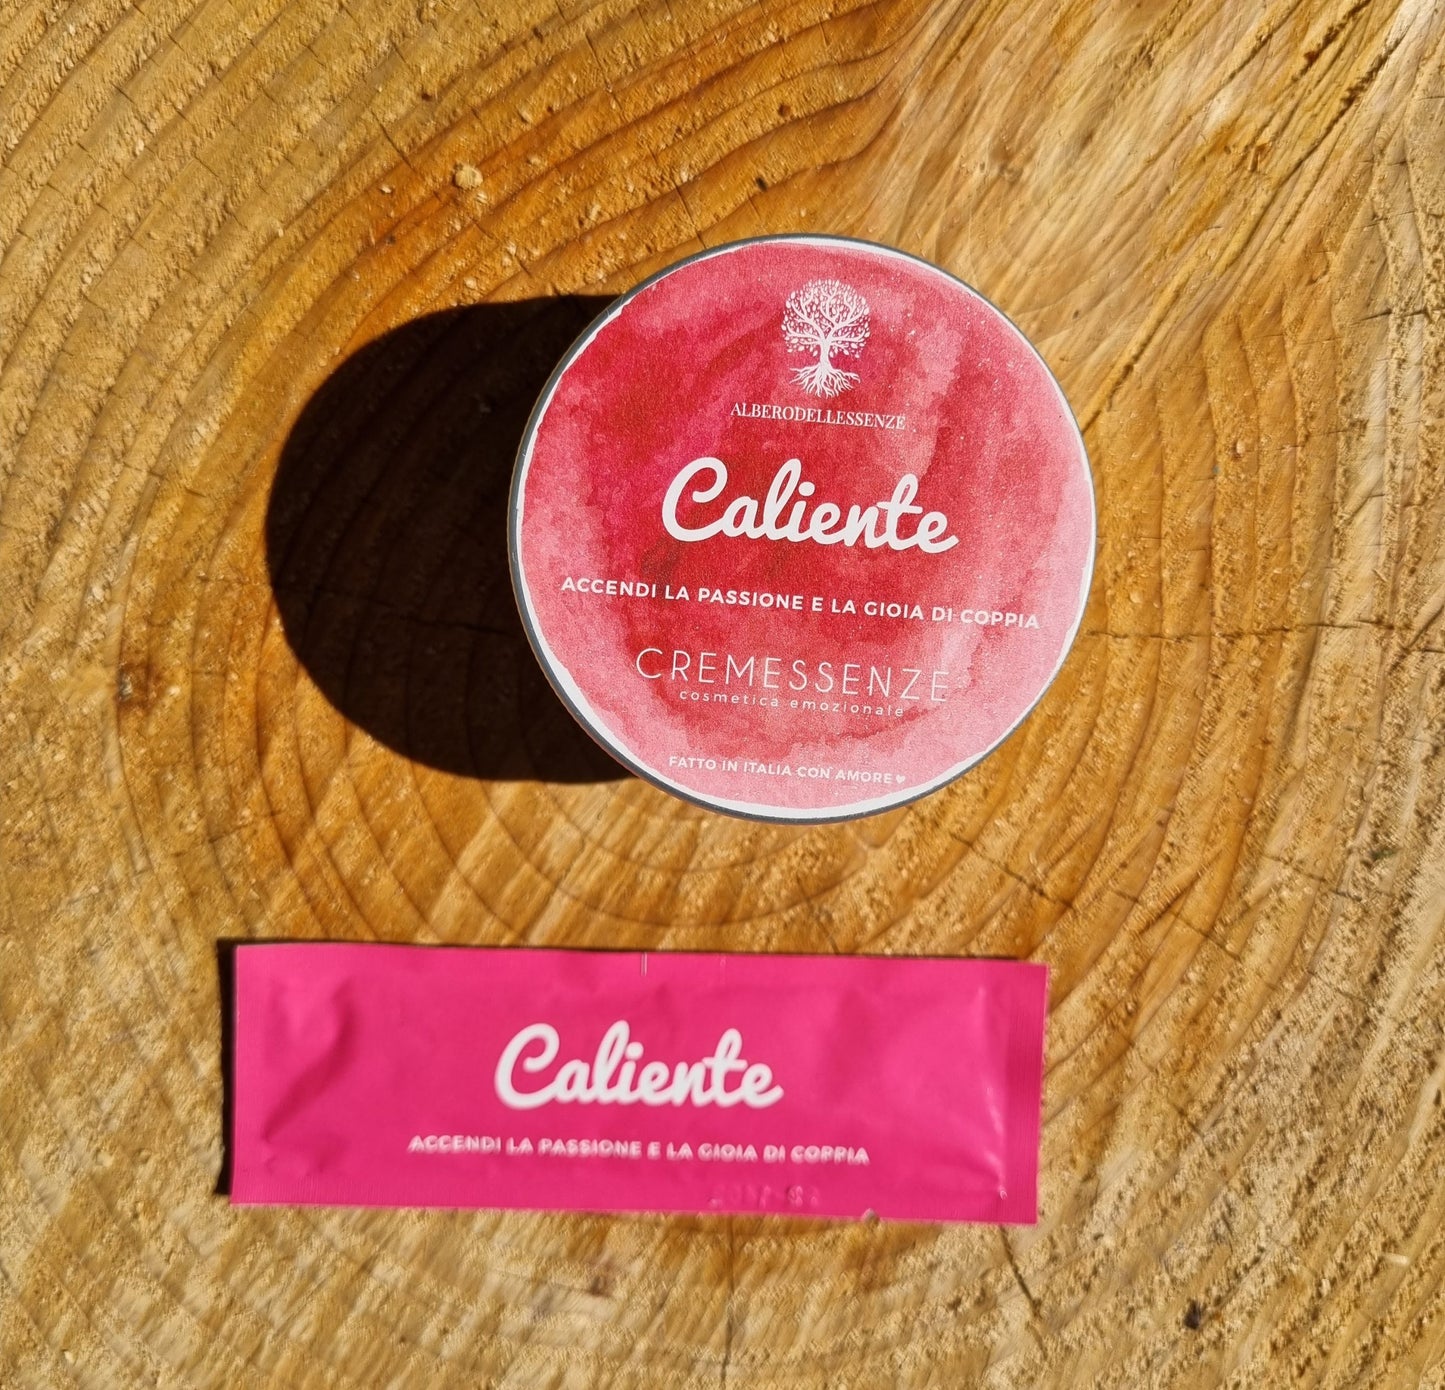 ALBERODELLESSENZE
Caliente
ACCENDI LA PASSIONE E LA GIOIA DI COPPIA
CREMESSENZE
cosmetica emozionale
FATTO IN ITALIA CON AMORE ♥
Caliente
ACCENDI LA PASSIONE E LA GIOIA DI COPPIA